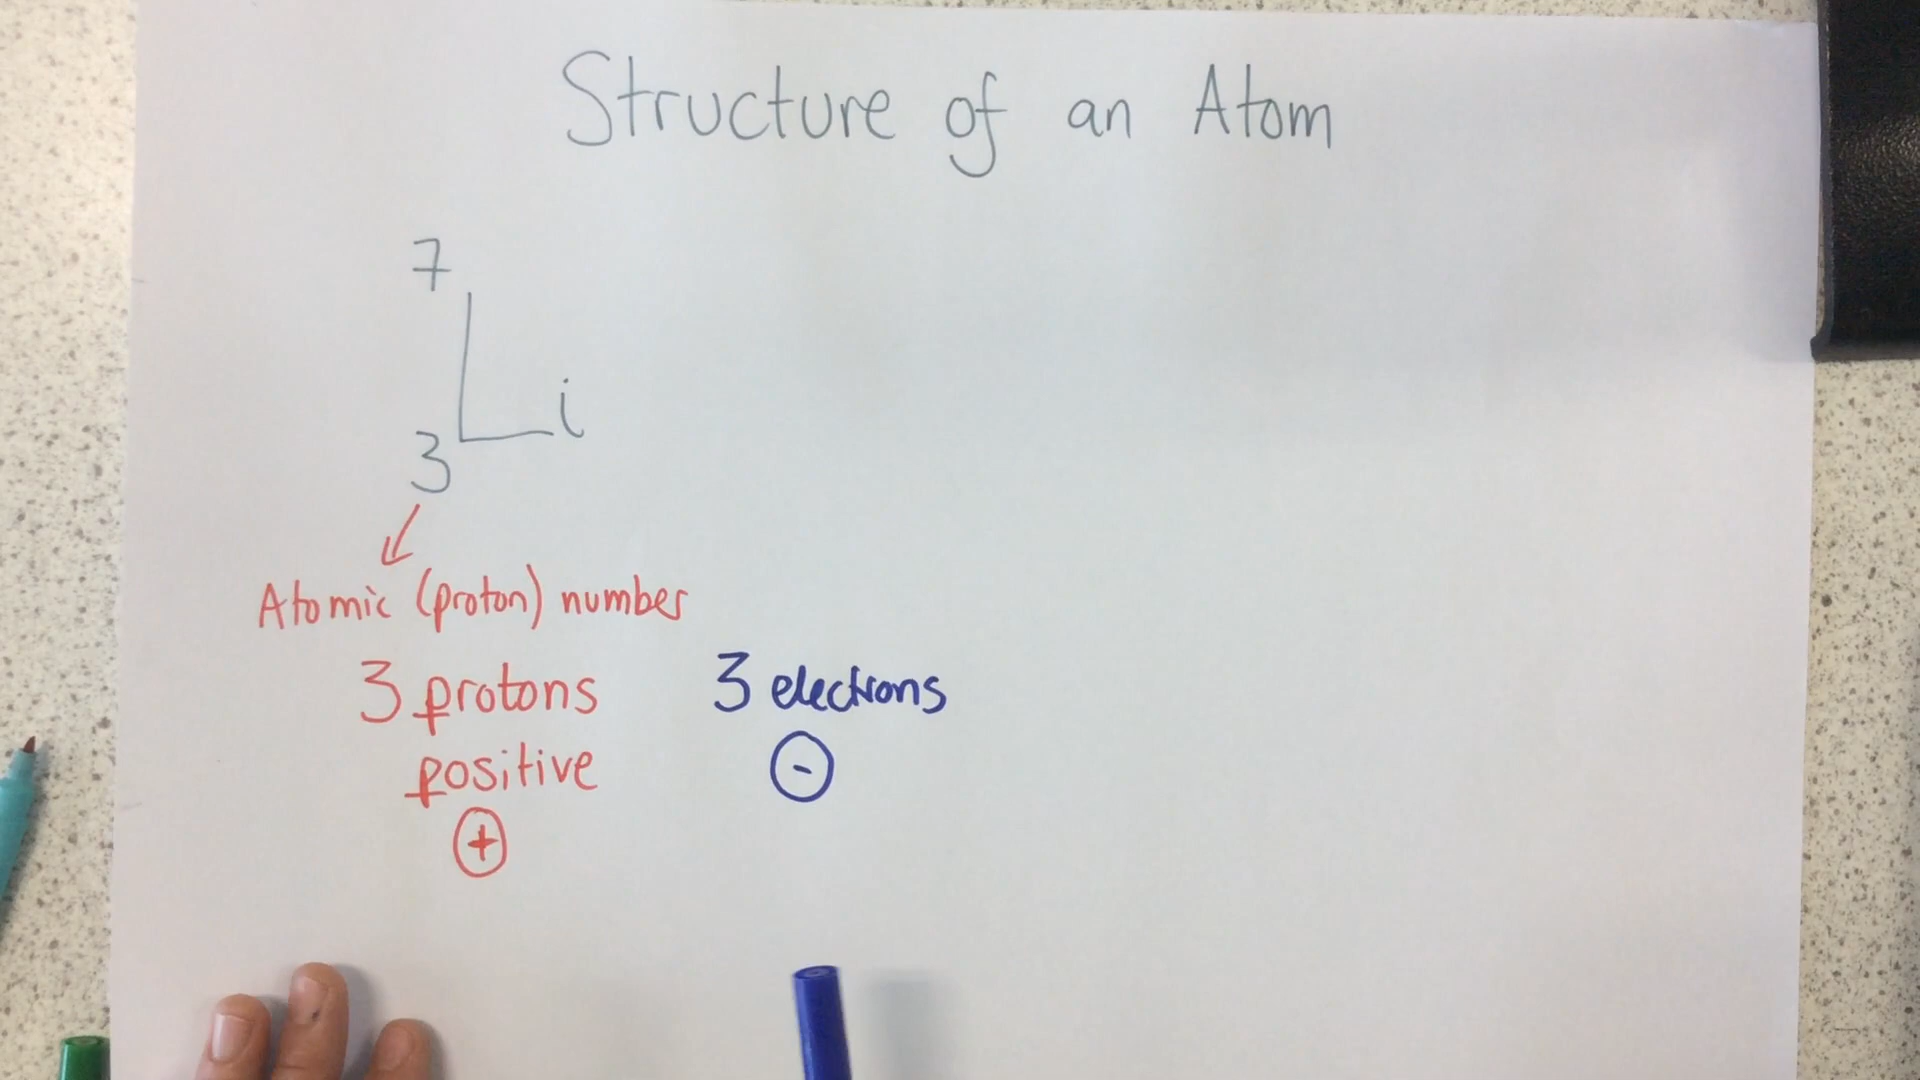 Structure of an Atom
7
Li
3
Atomic (proton) number
3 protons 3 electrons
positive -
+